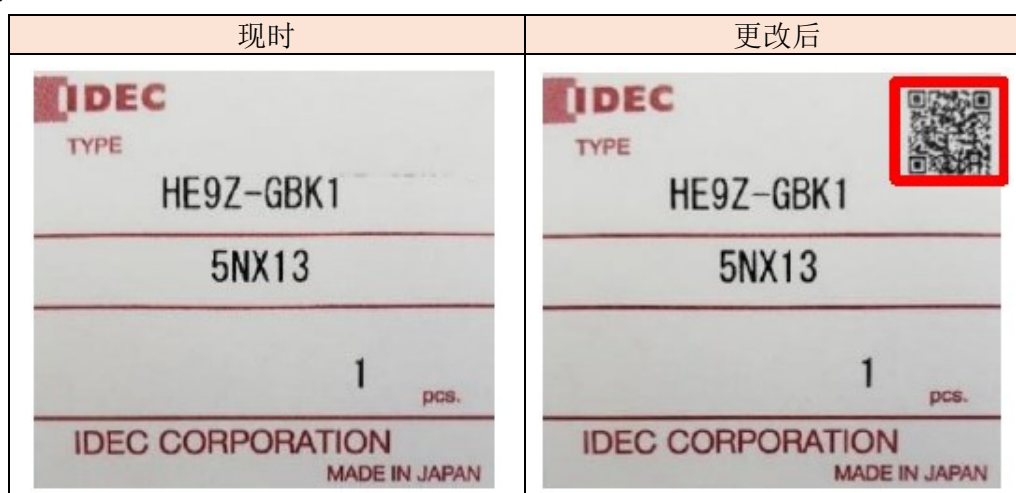 现时
更改后
IDEC
TYPE
HE9Z-GBK1
5NX13
1 pcs.
IDEC CORPORATION
MADE IN JAPAN
IDEC
TYPE
HE9Z-GBK1
5NX13
1 pcs.
IDEC CORPORATION
MADE IN JAPAN